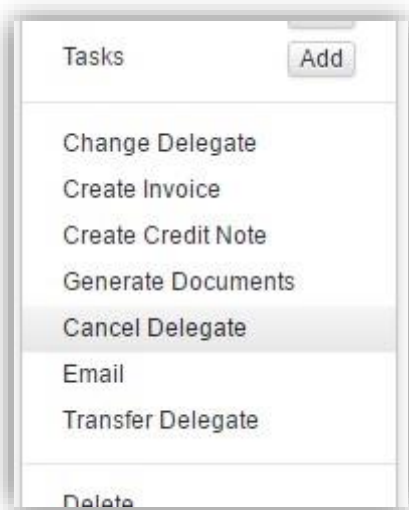 Tasks Add
Change Delegate
Create Invoice
Create Credit Note
Generate Documents
Cancel Delegate
Email
Transfer Delegate
Delete